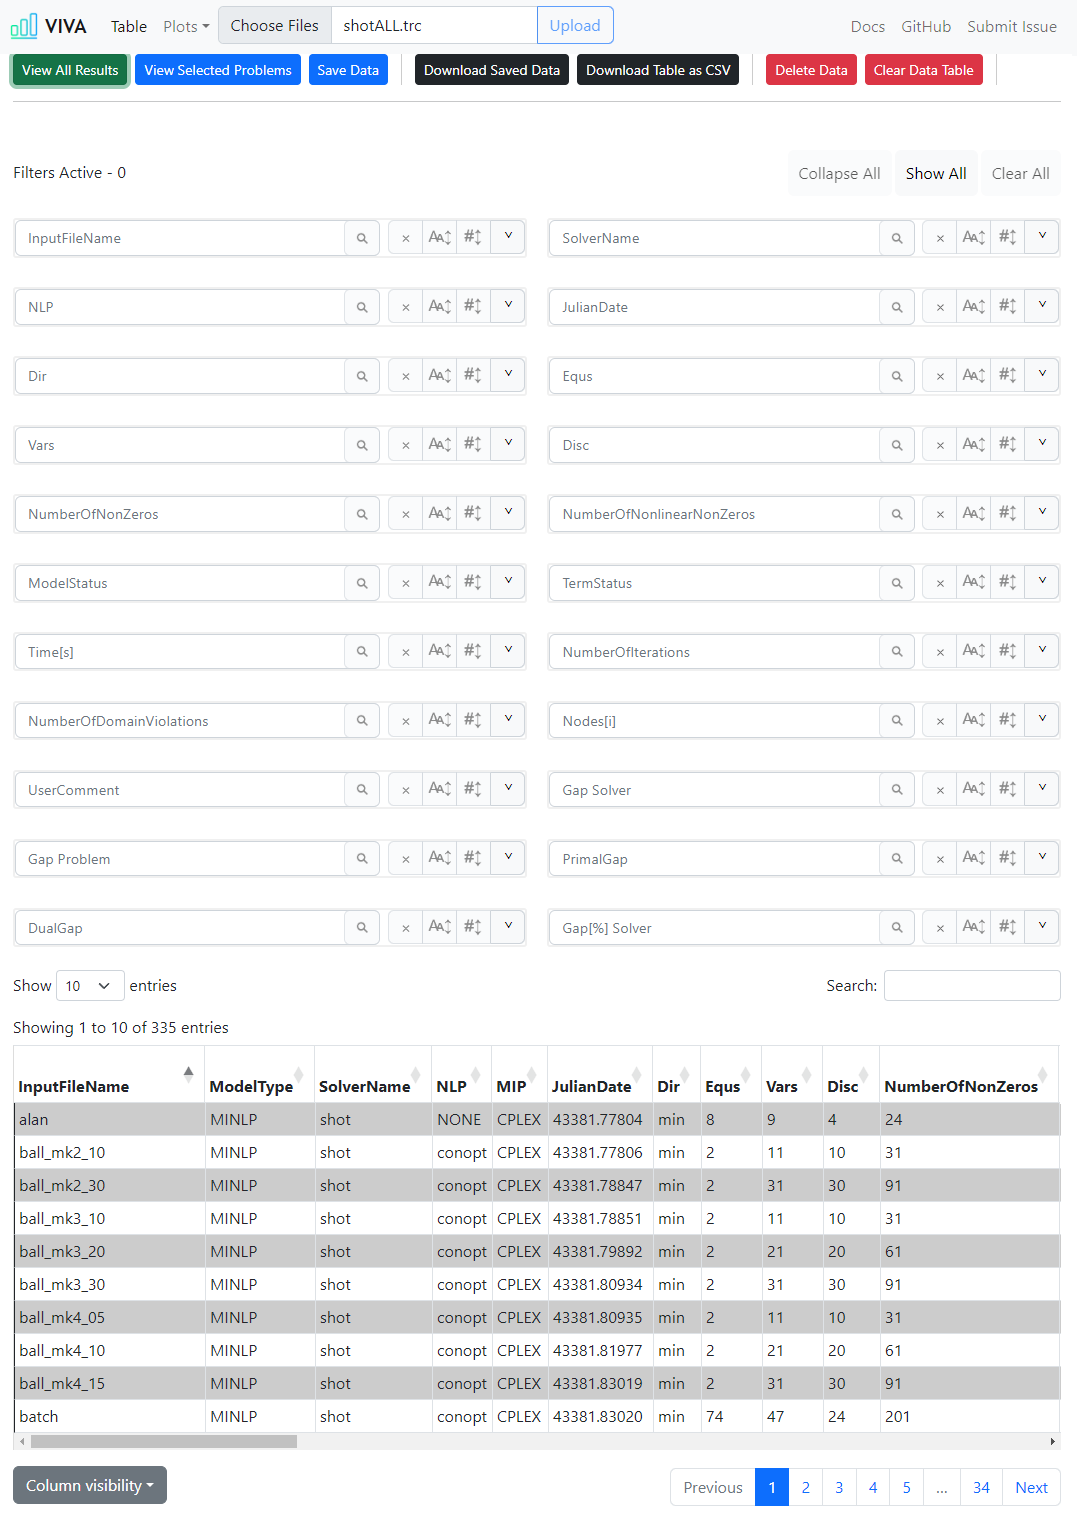 VIVA Table Plots Choose Files shotALL.trc Upload Docs GitHub Submit Issue
View All Results View Selected Problems Save Data Download Saved Data Download Table as CSV Delete Data Clear Data Table
Filters Active - 0 Collapse All Show All Clear All
InputFileName SolverName
NLP JulianDate
Dir Equs
Vars Disc
NumberOfNonZeros NumberOfNonlinearNonZeros
ModelStatus TermStatus
Time[s] NumberOfIterations
NumberOfDomainViolations Nodes[i]
UserComment Gap Solver
Gap Problem PrimalGap
DualGap Gap[%] Solver
Show 10 entries Search:
Showing 1 to 10 of 335 entries
InputFileName ModelType SolverName NLP MIP JulianDate Dir Equs Vars Disc NumberOfNonZeros
alan MINLP shot NONE CPLEX 43381.77804 min 8 9 4 24
ball_mk2_10 MINLP shot conopt CPLEX 43381.77806 min 2 11 10 31
ball_mk2_30 MINLP shot conopt CPLEX 43381.78847 min 2 31 30 91
ball_mk3_10 MINLP shot conopt CPLEX 43381.78851 min 2 11 10 31
ball_mk3_20 MINLP shot conopt CPLEX 43381.79892 min 2 21 20 61
ball_mk3_30 MINLP shot conopt CPLEX 43381.80934 min 2 31 30 91
ball_mk4_05 MINLP shot conopt CPLEX 43381.80935 min 2 11 10 31
ball_mk4_10 MINLP shot conopt CPLEX 43381.81977 min 2 21 20 61
ball_mk4_15 MINLP shot conopt CPLEX 43381.83019 min 2 31 30 91
batch MINLP shot conopt CPLEX 43381.83020 min 74 47 24 201
Column visibility Previous 1 2 3 4 5 ... 34 Next